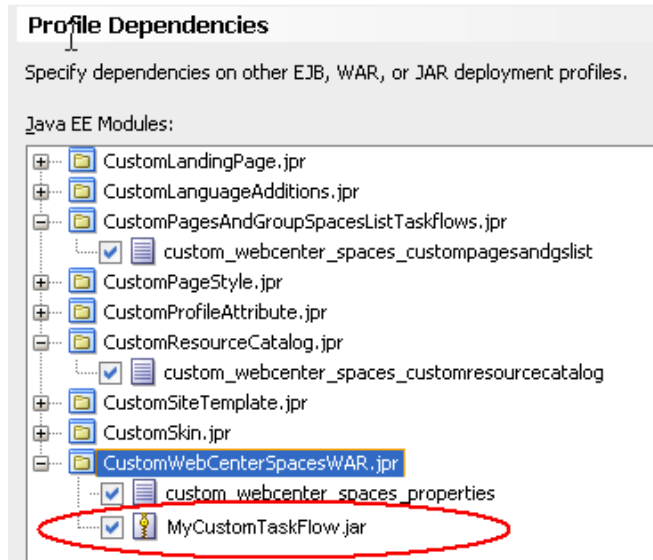 Profile Dependencies
Specify dependencies on other EJB, WAR, or JAR deployment profiles.
Java EE Modules:
CustomLandingPage.jpr
CustomLanguageAdditions.jpr
CustomPagesAndGroupSpacesListTaskflows.jpr
custom_webcenter_spaces_custompagesandgslist
CustomPageStyle.jpr
CustomProfileAttribute.jpr
CustomResourceCatalog.jpr
custom_webcenter_spaces_customresourcecatalog
CustomSiteTemplate.jpr
CustomSkin.jpr
CustomWebCenterSpacesWAR.jpr
custom_webcenter_spaces_properties
MyCustomTaskFlow.jar